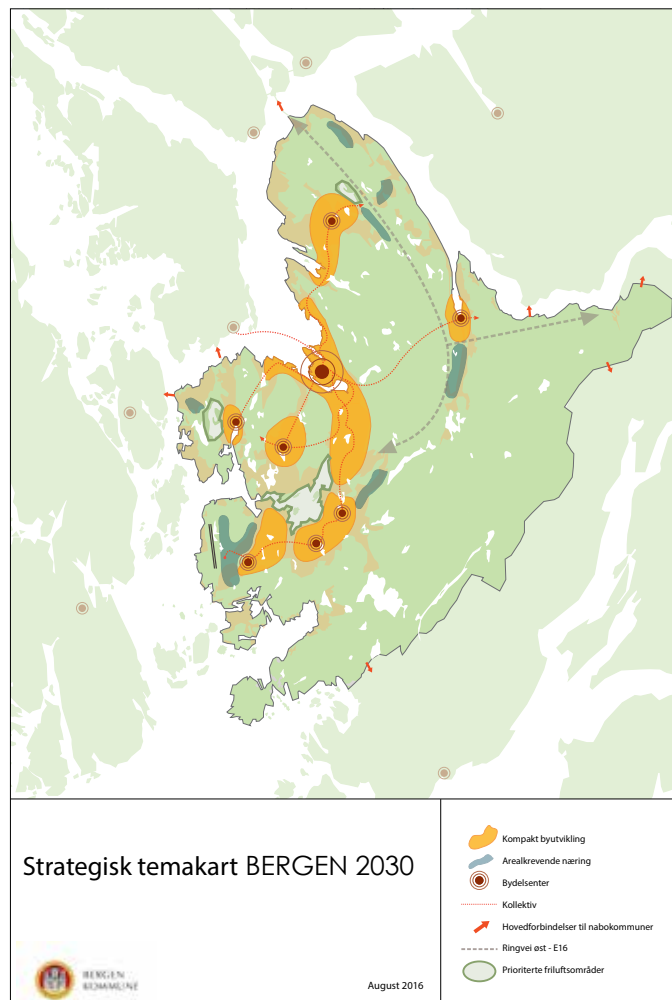 Strategisk temakart BERGEN 2030
BERGEN
KOMMUNE
August 2016
Kompakt byutvikling
Arealkrevende næring
Bydelsenter
Kollektiv
Hovedforbindelser til nabokommuner
Ringvei øst - E16
Prioriterte friluftsområder